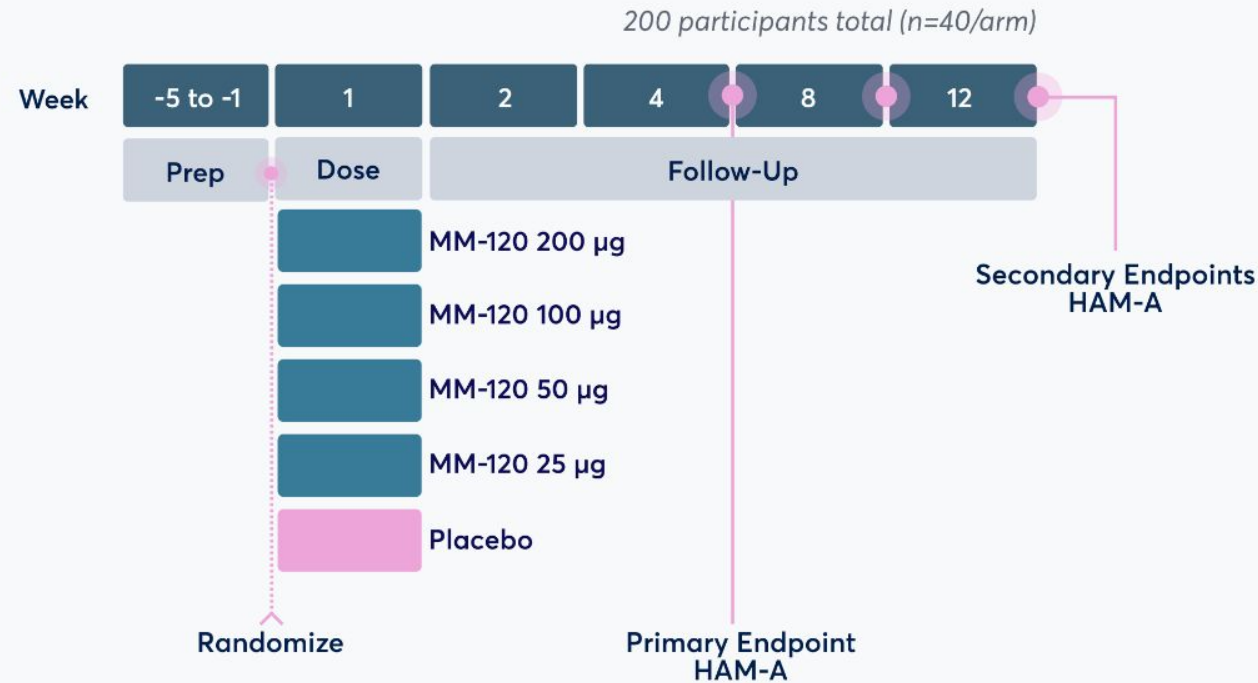 200 participants total (n=40/arm)
Week -5 to -1 1 2 4 8 12
Prep Dose Follow-Up
MM-120 200 µg
MM-120 100 µg
MM-120 50 µg
MM-120 25 µg
Placebo
Secondary Endpoints
HAM-A
Randomize
Primary Endpoint
HAM-A